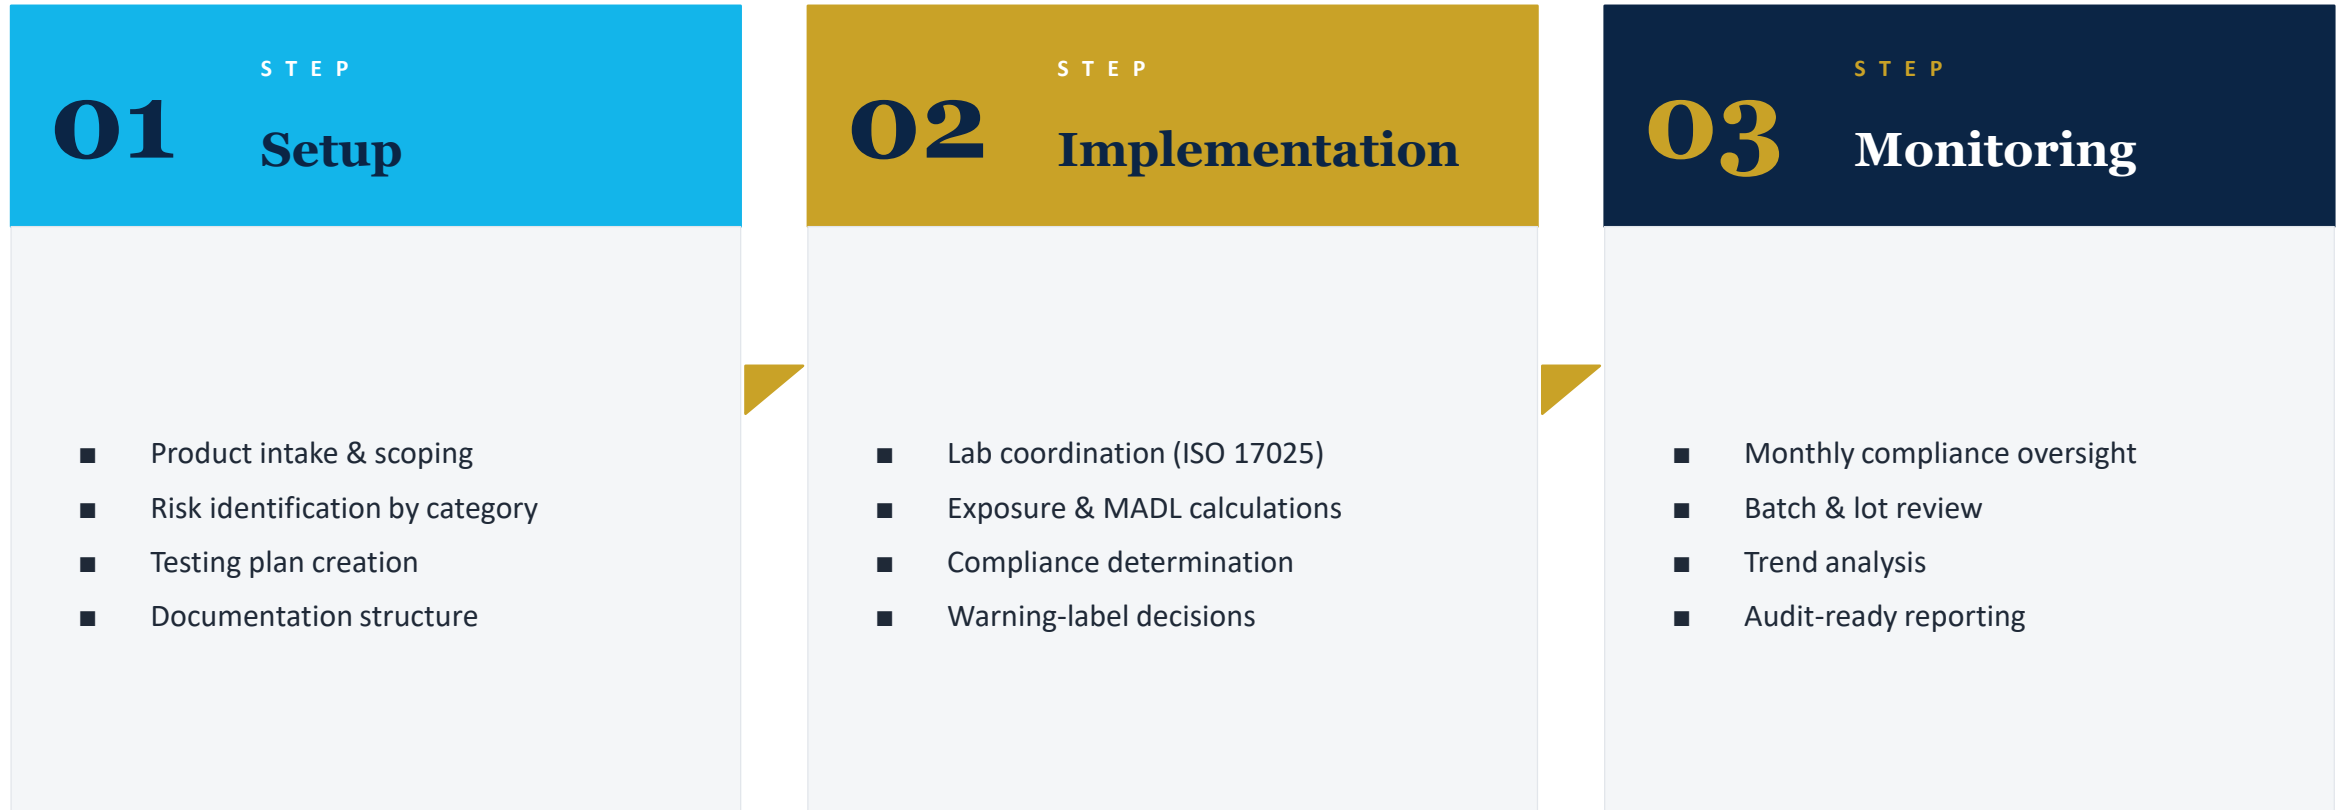 STEP
01
Setup
■ Product intake & scoping
■ Risk identification by category
■ Testing plan creation
■ Documentation structure
STEP
02
Implementation
■ Lab coordination (ISO 17025)
■ Exposure & MADL calculations
■ Compliance determination
■ Warning-label decisions
STEP
03
Monitoring
■ Monthly compliance oversight
■ Batch & lot review
■ Trend analysis
■ Audit-ready reporting